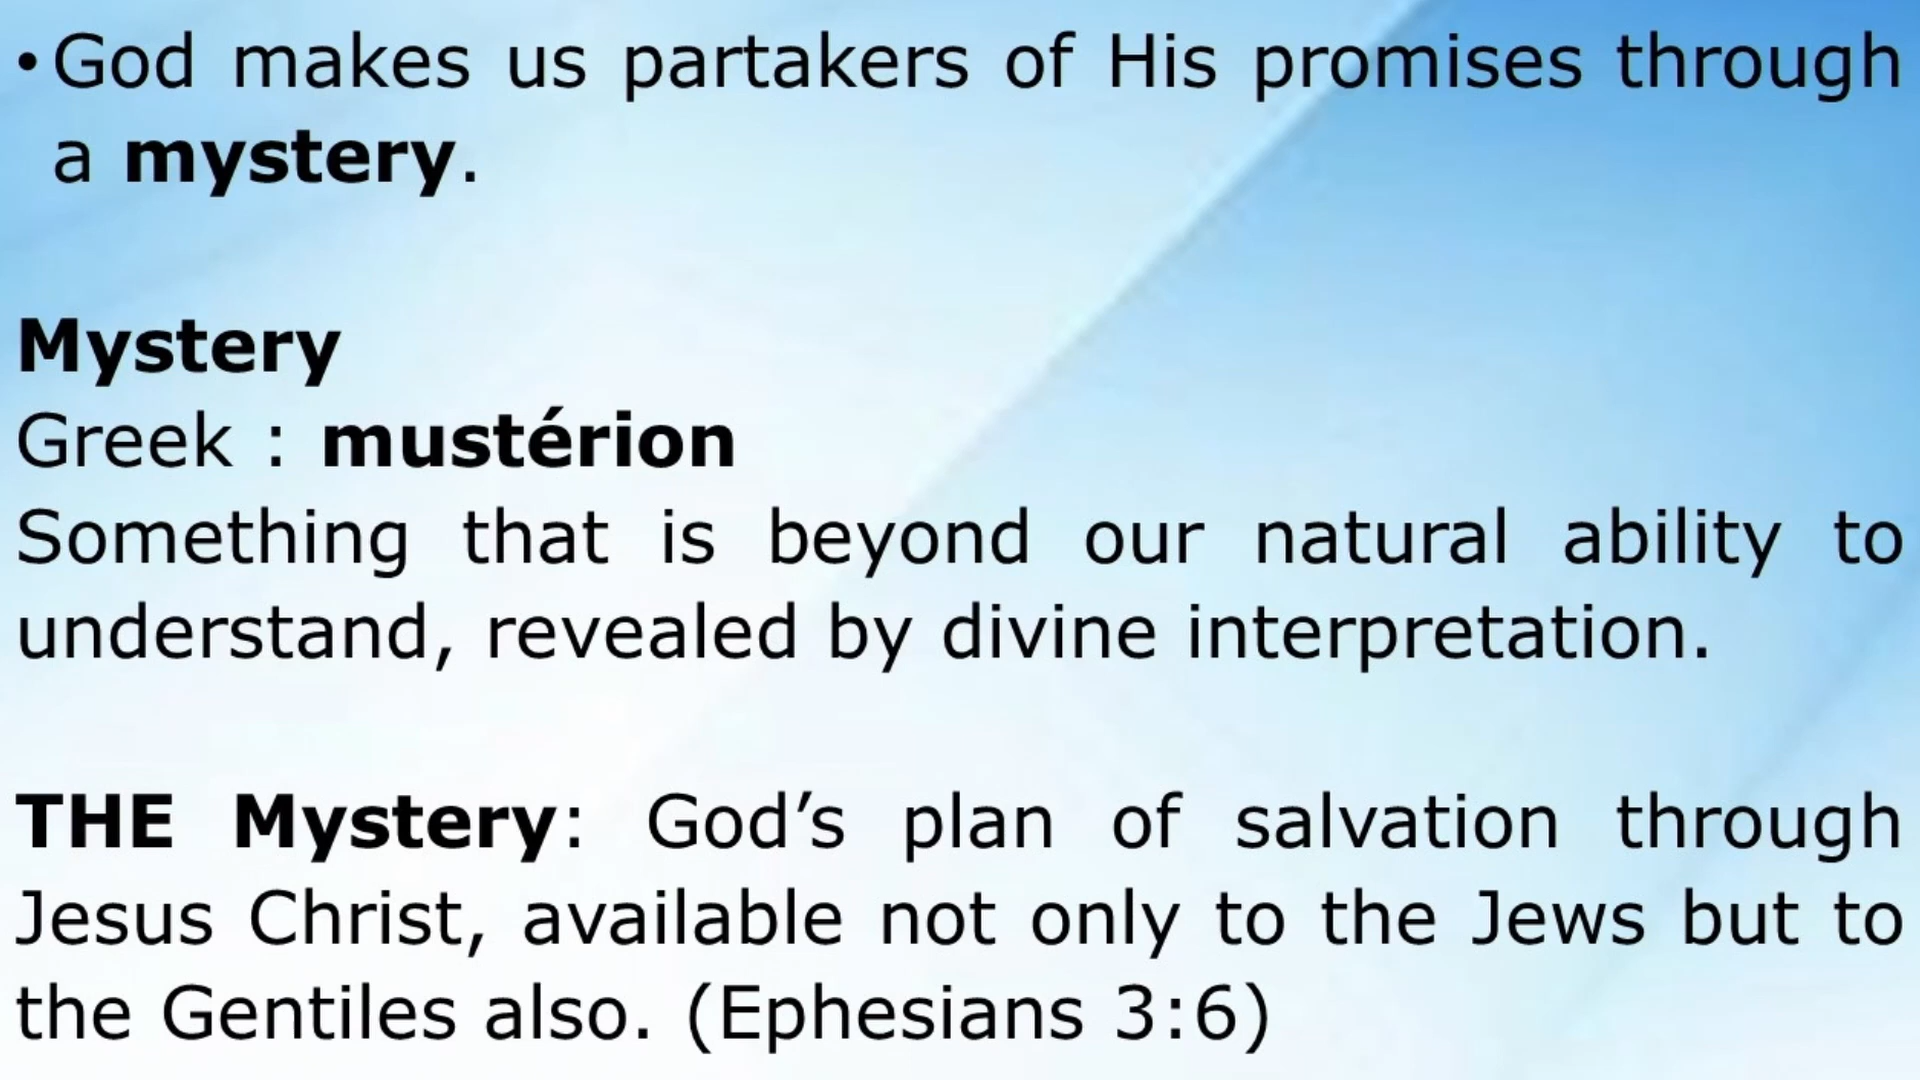 • God makes us partakers of His promises through
a mystery.
Mystery
Greek : mustérion
Something that is beyond our natural ability to
understand, revealed by divine interpretation.
THE Mystery: God’s plan of salvation through
Jesus Christ, available not only to the Jews but to
the Gentiles also. (Ephesians 3:6)